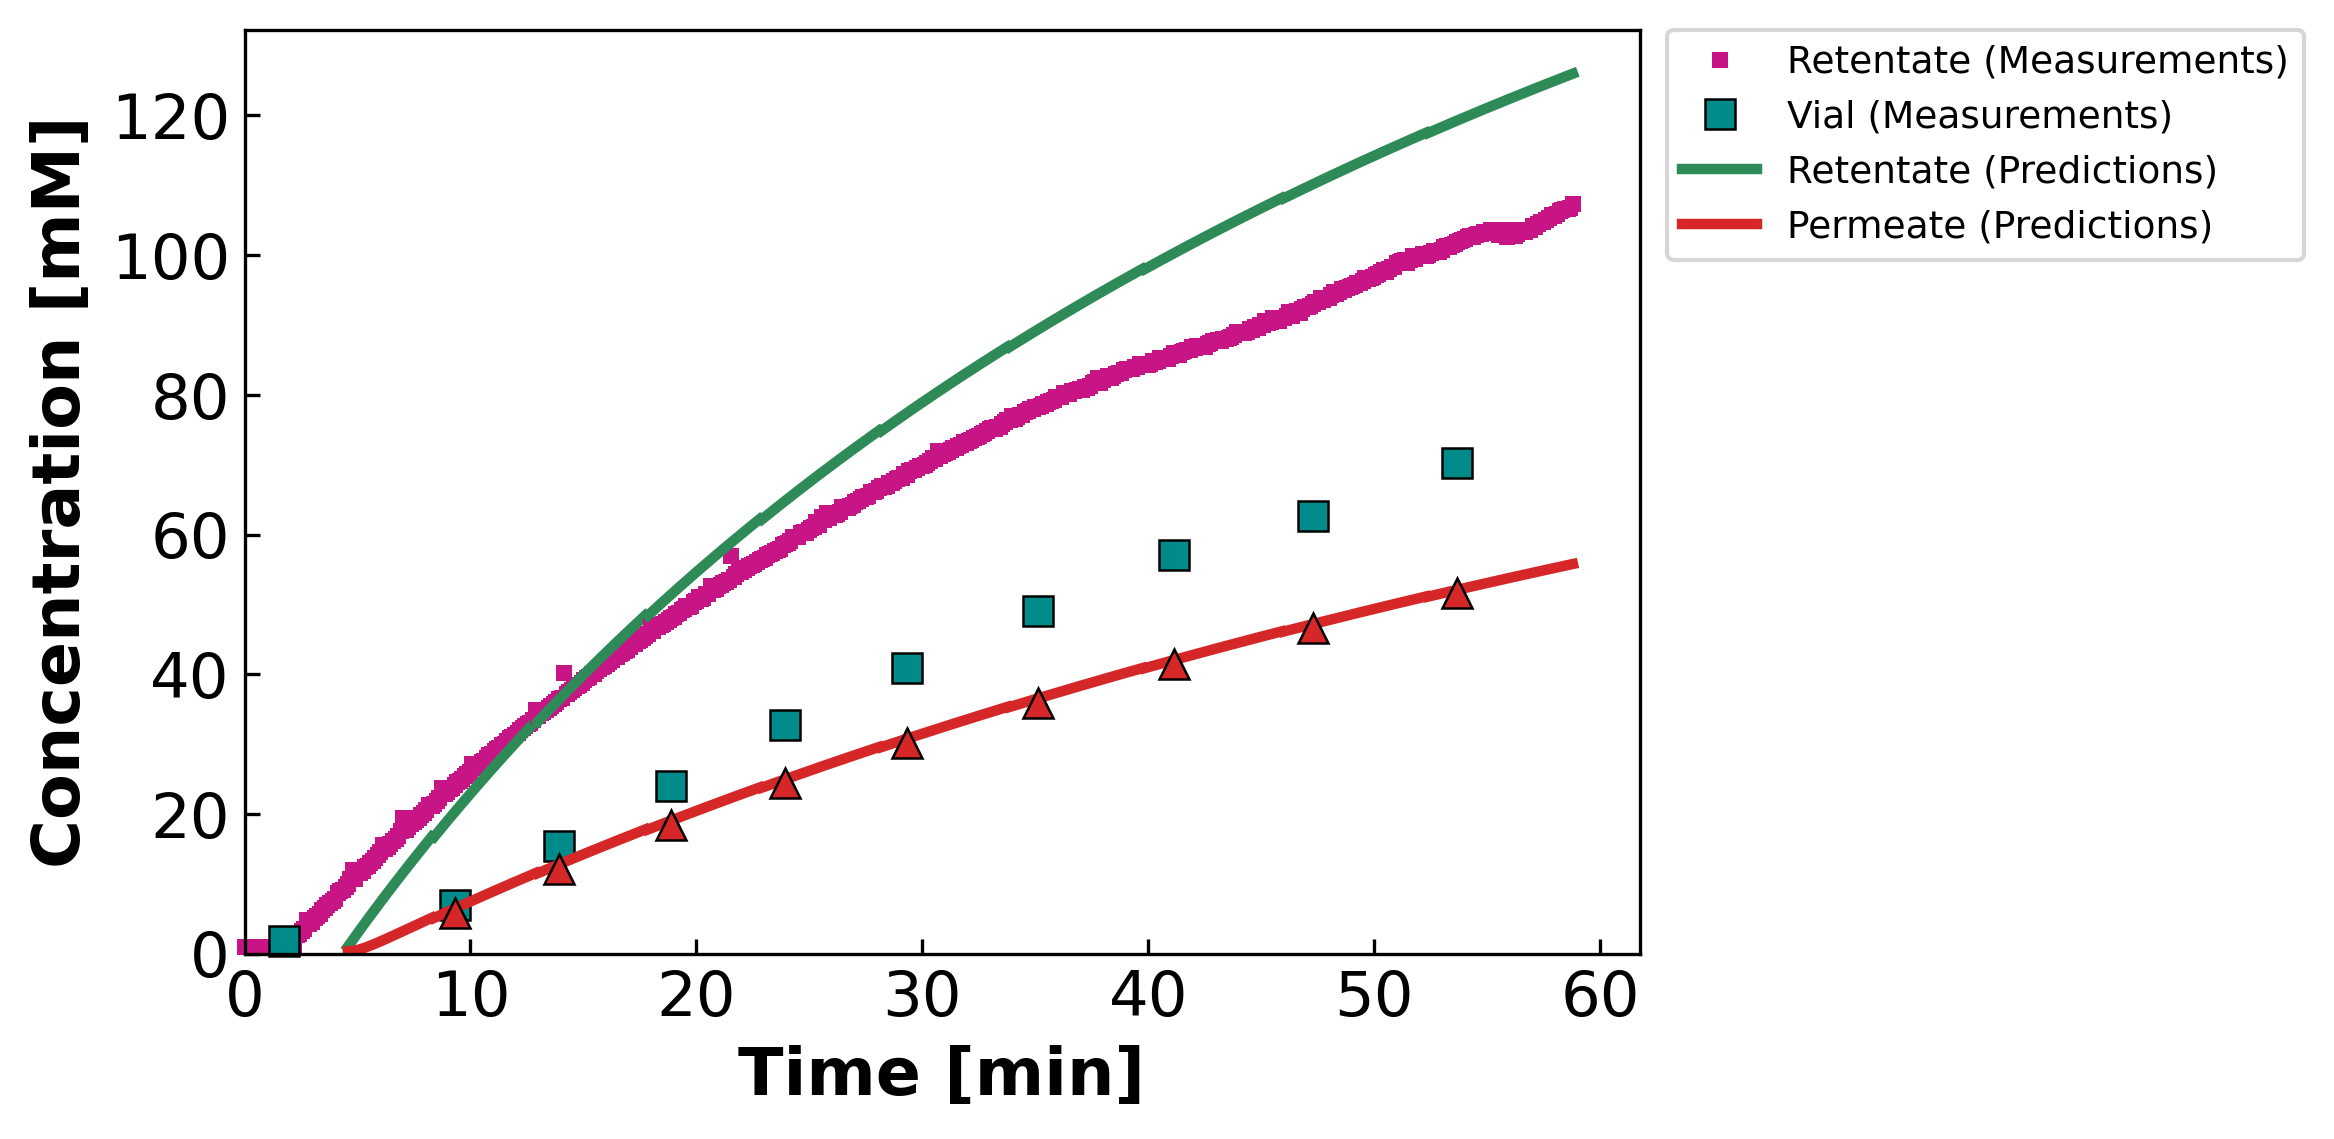 Concentration [mM]
120
100
80
60
40
20
0
0 10 20 30 40 50 60
Time [min]
Retentate (Measurements)
Vial (Measurements)
Retentate (Predictions)
Permeate (Predictions)